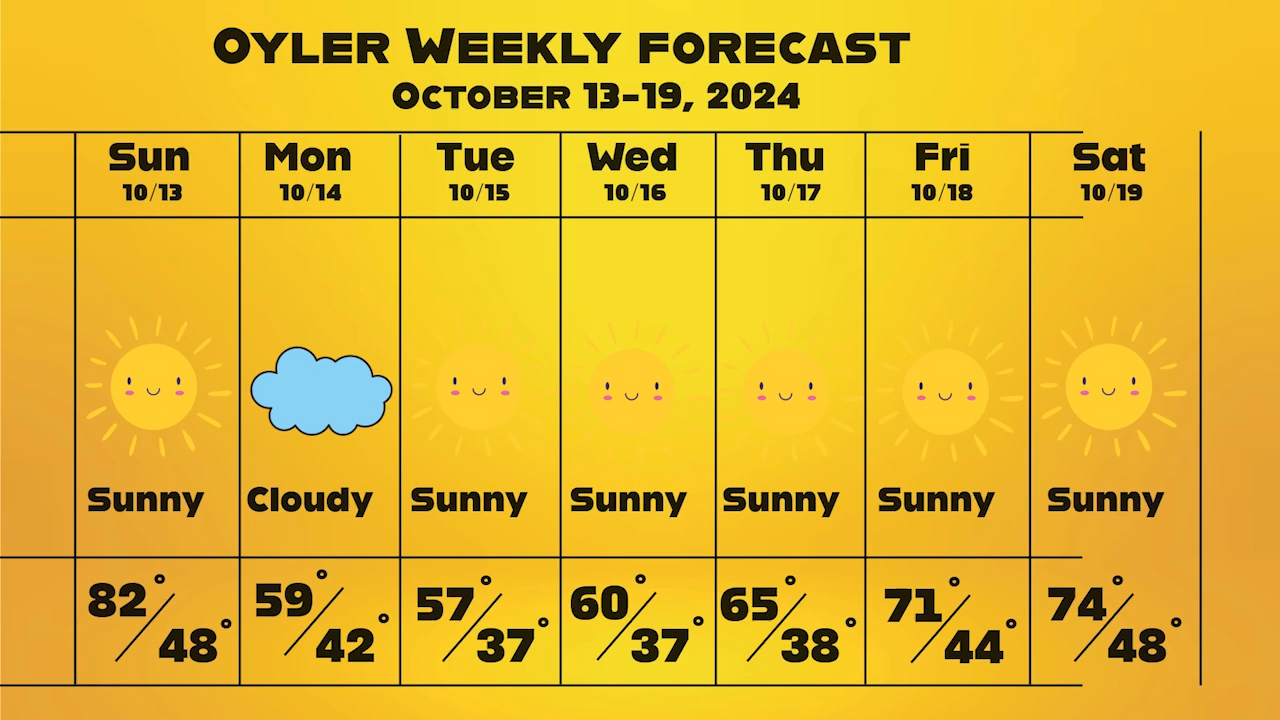 Oyler Weekly forecast
October 13-19, 2024
Sun Mon Tue Wed Thu Fri Sat
10/13 10/14 10/15 10/16 10/17 10/18 10/19
Sunny Cloudy Sunny Sunny Sunny Sunny Sunny
82°/48° 59°/42° 57°/37° 60°/37° 65°/38° 71°/44° 74°/48°